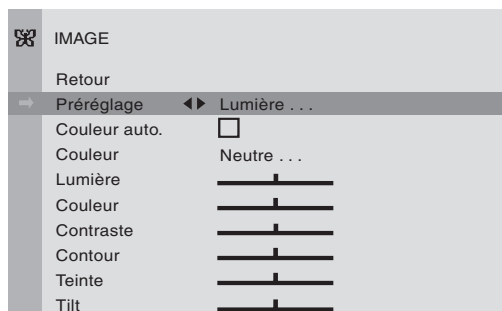 IMAGE
Retour
Préréglage Lumière . . .
Couleur auto.
Couleur Neutre . . .
Lumière
Couleur
Contraste
Contour
Teinte
Tilt